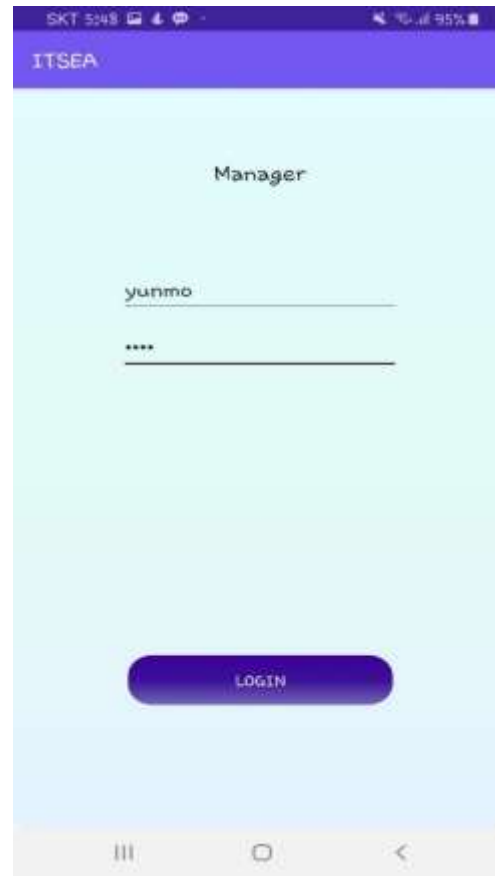 SKT 5:48 95%
ITSEA
Manager
yunmo
••••
LOGIN